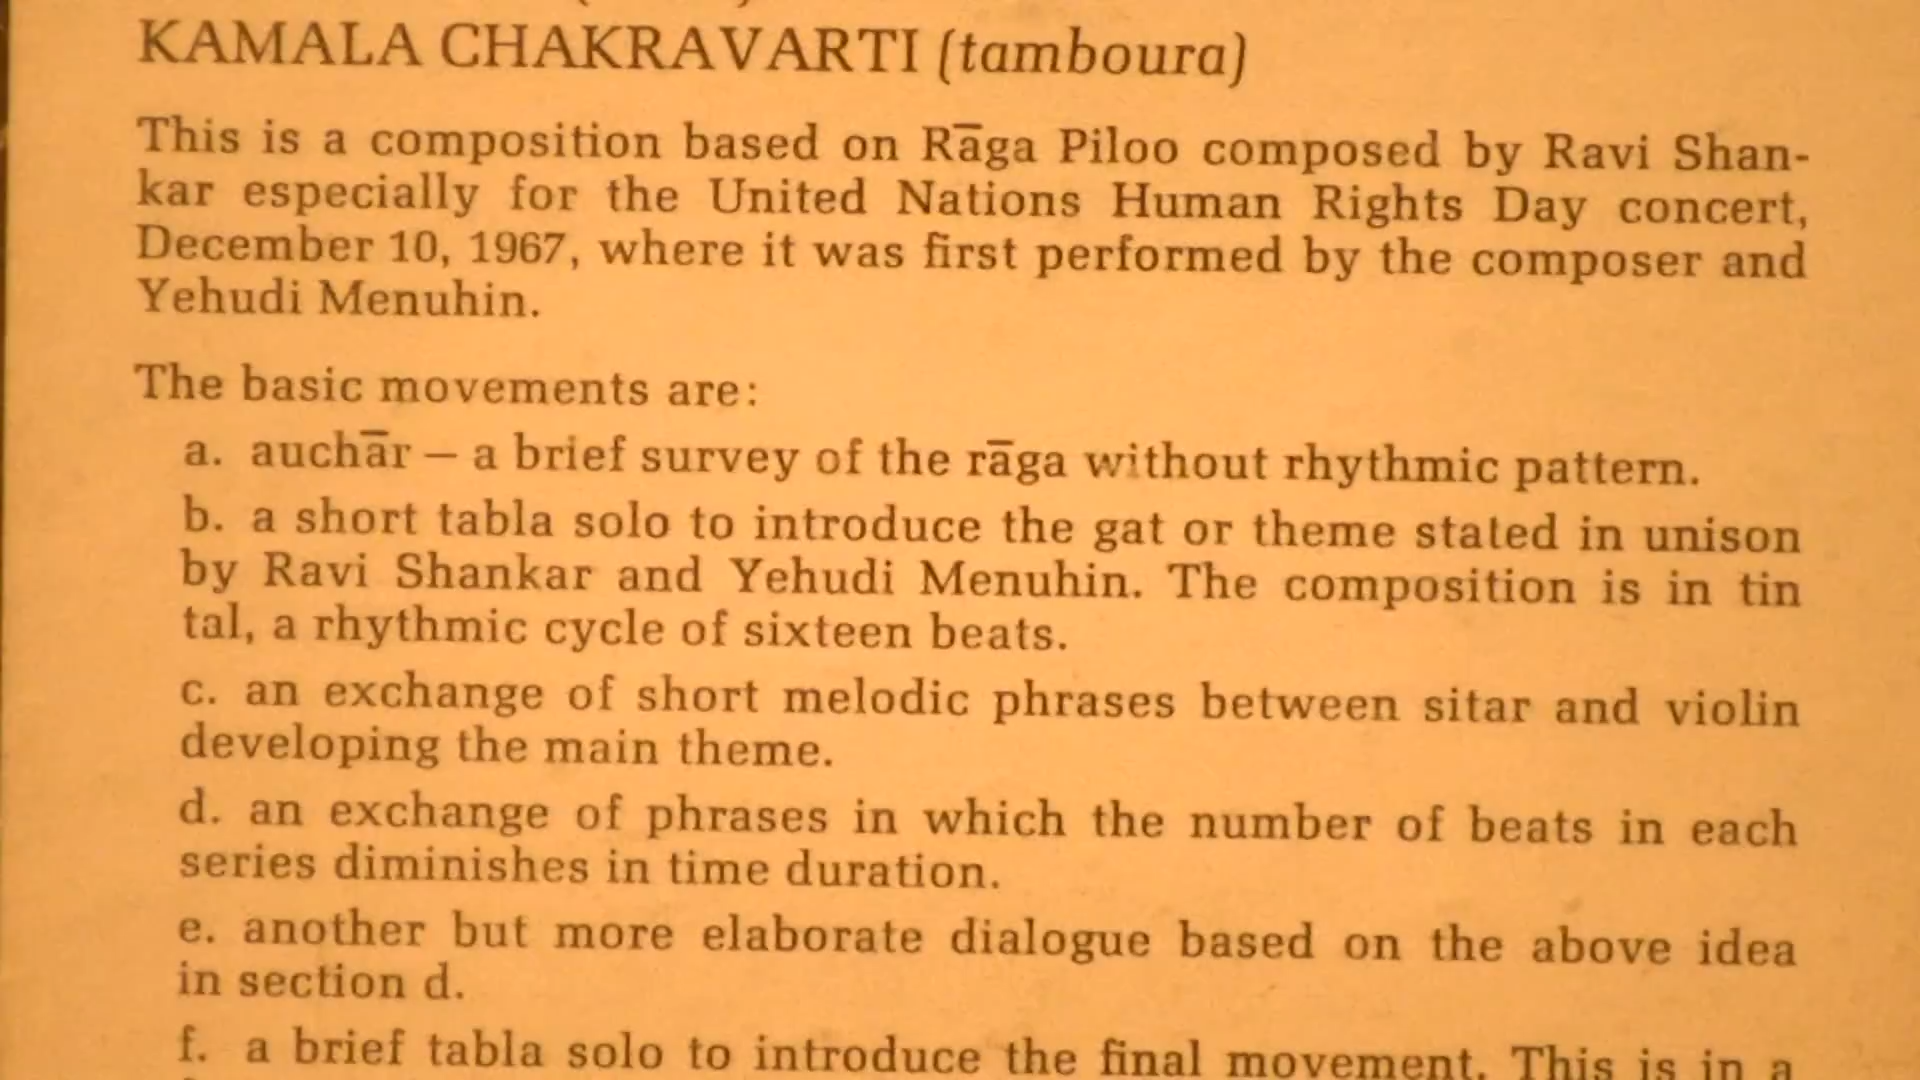 KAMALA CHAKRAVARTI (tamboura)
This is a composition based on Rāga Piloo composed by Ravi Shan-
kar especially for the United Nations Human Rights Day concert,
December 10, 1967, where it was first performed by the composer and
Yehudi Menuhin.
The basic movements are:
a. auchār – a brief survey of the rāga without rhythmic pattern.
b. a short tabla solo to introduce the gat or theme stated in unison
by Ravi Shankar and Yehudi Menuhin. The composition is in tin
tal, a rhythmic cycle of sixteen beats.
c. an exchange of short melodic phrases between sitar and violin
developing the main theme.
d. an exchange of phrases in which the number of beats in each
series diminishes in time duration.
e. another but more elaborate dialogue based on the above idea
in section d.
f. a brief tabla solo to introduce the final movement. This is in a